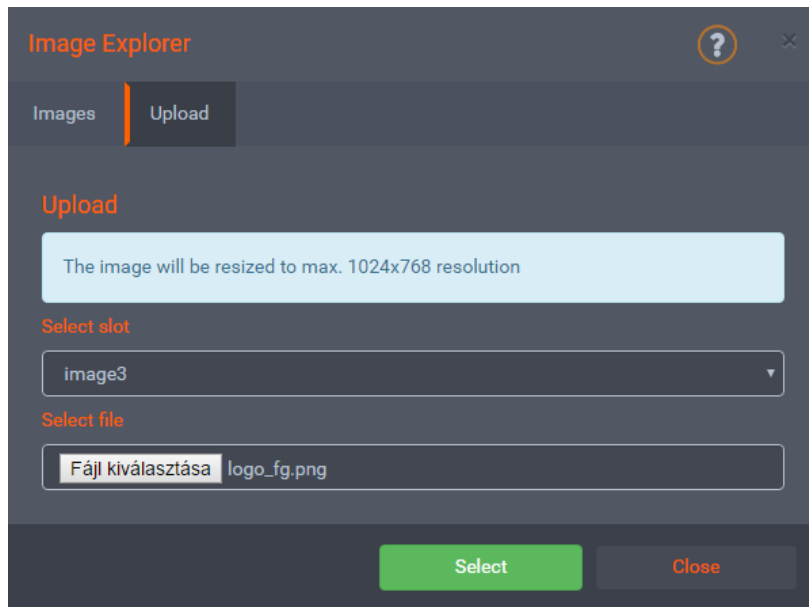 Image Explorer
?
×
Images
Upload
Upload
The image will be resized to max. 1024x768 resolution
Select slot
image3
Select file
Fájl kiválasztása logo_fg.png
Select
Close